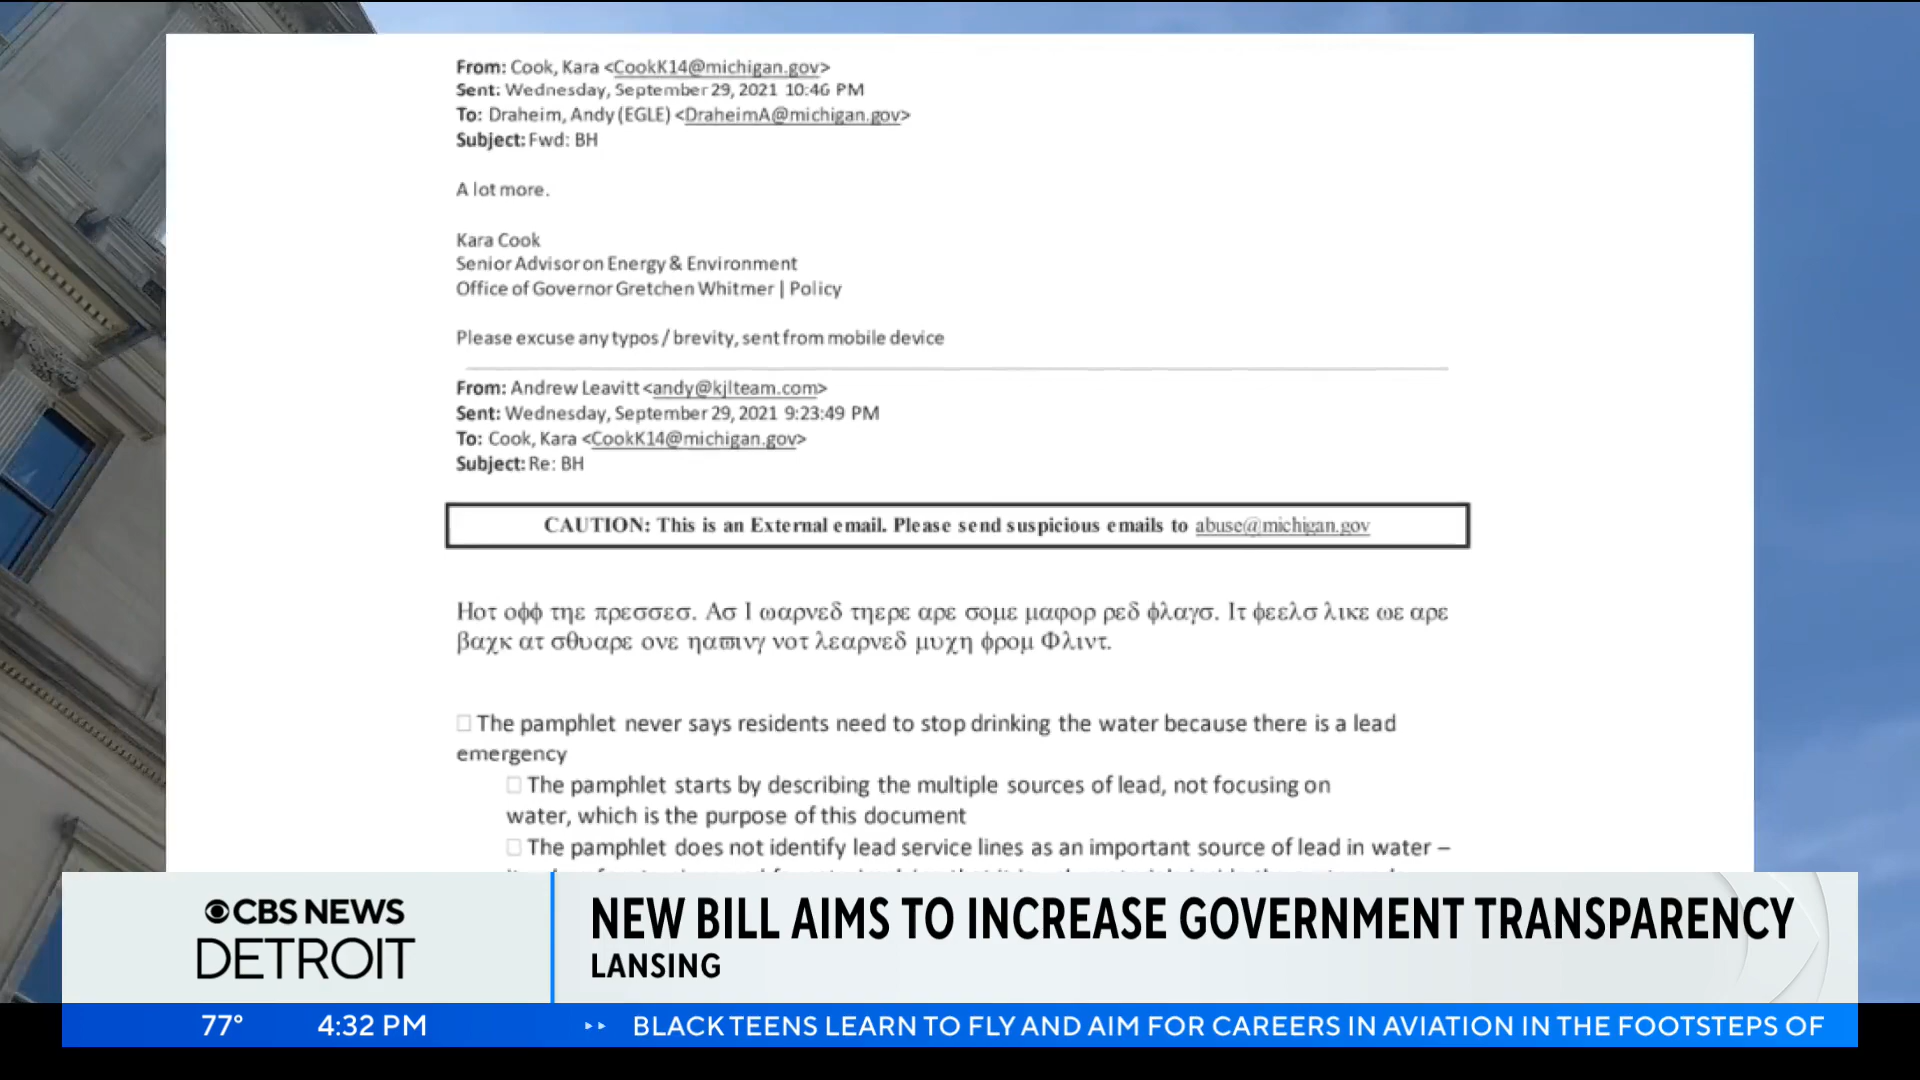 From: Cook, Kara <CookK14@michigan.gov>
Sent: Wednesday, September 29, 2021 10:46 PM
To: Draheim, Andy (EGLE) <DraheimA@michigan.gov>
Subject: Fwd: BH
A lot more.
Kara Cook
Senior Advisor on Energy & Environment
Office of Governor Gretchen Whitmer | Policy
Please excuse any typos / brevity, sent from mobile device
From: Andrew Leavitt <andy@kjlteam.com>
Sent: Wednesday, September 29, 2021 9:23:49 PM
To: Cook, Kara <CookK14@michigan.gov>
Subject: Re: BH
CAUTION: This is an External email. Please send suspicious emails to abuse@michigan.gov
Ηοτ οφφ τηε πρεσσεσ. Ασ Ι ωαρνεδ τηερε αρε σομε μαφορ ρεδ φλαγσ. Ιτ φεελσ λικε ωε αρε
βαχκ ατ σθυαρε ονε ηαϖινγ νοτ λεαρνεδ μυχη φρομ Φλιντ.
□ The pamphlet never says residents need to stop drinking the water because there is a lead
emergency
□ The pamphlet starts by describing the multiple sources of lead, not focusing on
water, which is the purpose of this document
□ The pamphlet does not identify lead service lines as an important source of lead in water –
CBS NEWS
DETROIT
NEW BILL AIMS TO INCREASE GOVERNMENT TRANSPARENCY
LANSING
77° 4:32 PM BLACK TEENS LEARN TO FLY AND AIM FOR CAREERS IN AVIATION IN THE FOOTSTEPS OF